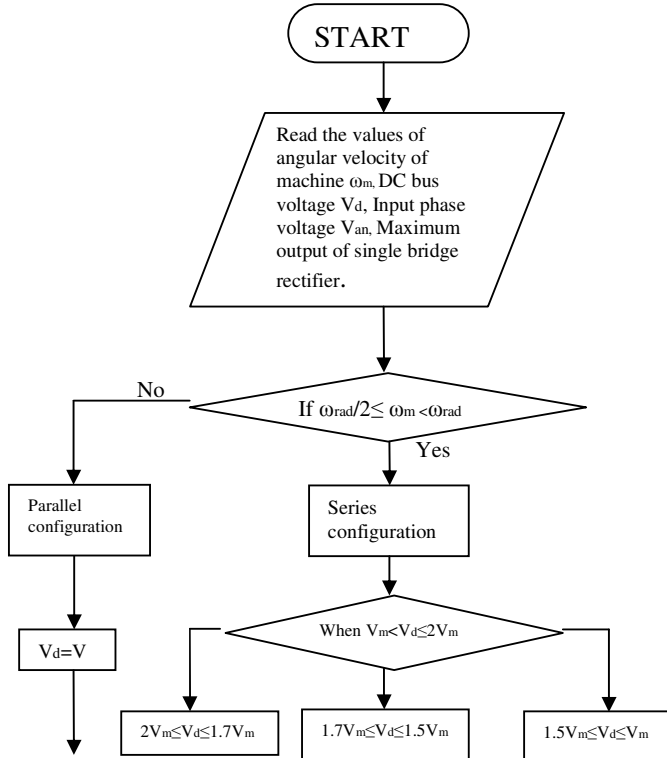 START
Read the values of
angular velocity of
machine ωm, DC bus
voltage Vd, Input phase
voltage Van, Maximum
output of single bridge
rectifier.
No
If ωrad/2≤ ωm <ωrad
Yes
Parallel
configuration
Series
configuration
Vd=V
When Vm<Vd≤2Vm
2Vm≤Vd≤1.7Vm
1.7Vm≤Vd≤1.5Vm
1.5Vm≤Vd≤Vm